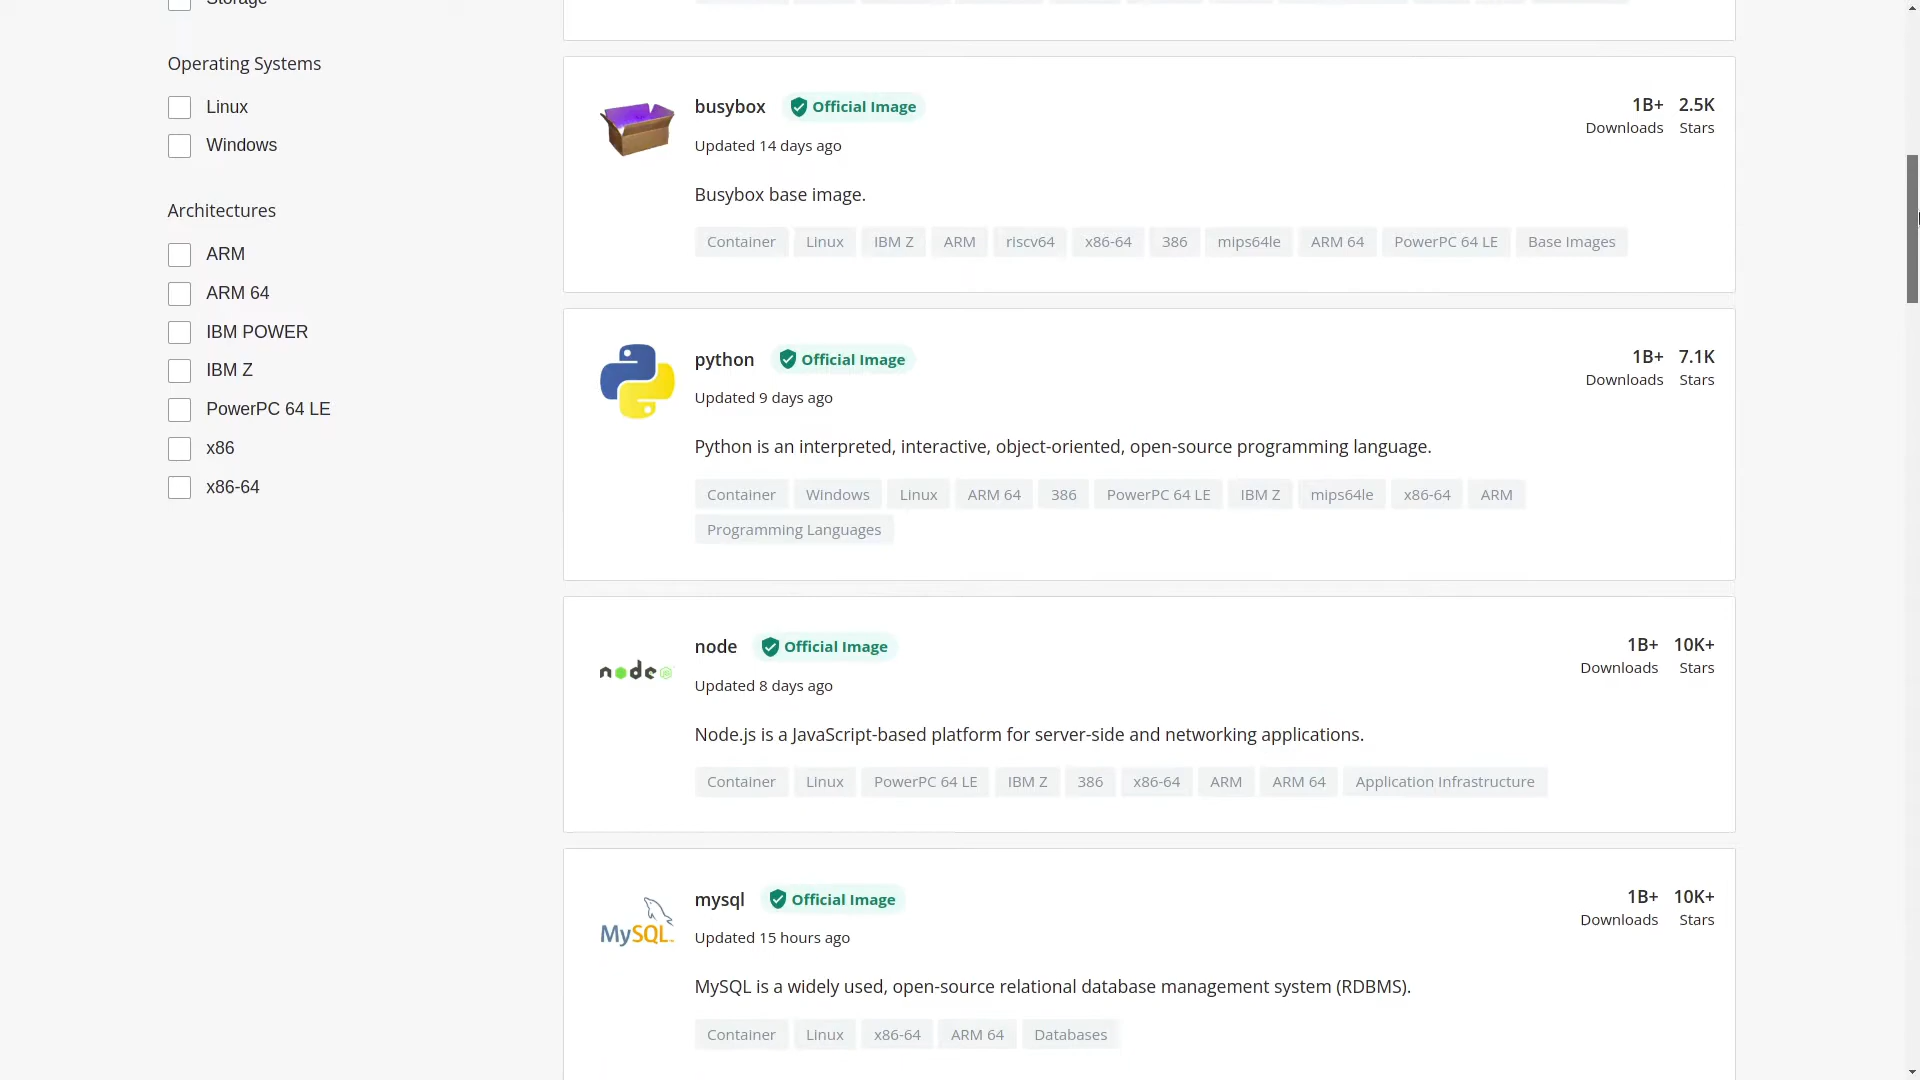 Storage
Operating Systems
Linux
Windows
Architectures
ARM
ARM 64
IBM POWER
IBM Z
PowerPC 64 LE
x86
x86-64
busybox Official Image
1B+ 2.5K
Downloads Stars
Updated 14 days ago
Busybox base image.
Container Linux IBM Z ARM riscv64 x86-64 386 mips64le ARM 64 PowerPC 64 LE Base Images
python Official Image
1B+ 7.1K
Downloads Stars
Updated 9 days ago
Python is an interpreted, interactive, object-oriented, open-source programming language.
Container Windows Linux ARM 64 386 PowerPC 64 LE IBM Z mips64le x86-64 ARM
Programming Languages
node
node Official Image
1B+ 10K+
Downloads Stars
Updated 8 days ago
Node.js is a JavaScript-based platform for server-side and networking applications.
Container Linux PowerPC 64 LE IBM Z 386 x86-64 ARM ARM 64 Application Infrastructure
MySQL
mysql Official Image
1B+ 10K+
Downloads Stars
Updated 15 hours ago
MySQL is a widely used, open-source relational database management system (RDBMS).
Container Linux x86-64 ARM 64 Databases